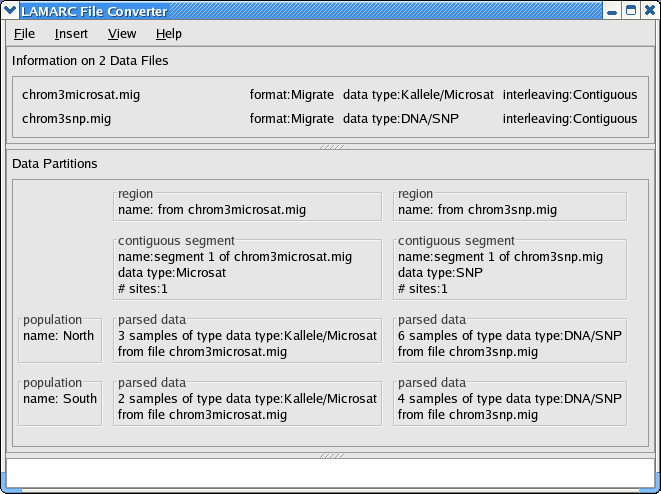 LAMARC File Converter
File Insert View Help
Information on 2 Data Files
chrom3microsat.mig format:Migrate data type:Kallele/Microsat interleaving:Contiguous
chrom3snp.mig format:Migrate data type:DNA/SNP interleaving:Contiguous
Data Partitions
region
name: from chrom3microsat.mig
region
name: from chrom3snp.mig
contiguous segment
name:segment 1 of chrom3microsat.mig
data type:Microsat
# sites:1
contiguous segment
name:segment 1 of chrom3snp.mig
data type:SNP
# sites:1
population
name: North
parsed data
3 samples of type data type:Kallele/Microsat
from file chrom3microsat.mig
parsed data
6 samples of type data type:DNA/SNP
from file chrom3snp.mig
population
name: South
parsed data
2 samples of type data type:Kallele/Microsat
from file chrom3microsat.mig
parsed data
4 samples of type data type:DNA/SNP
from file chrom3snp.mig